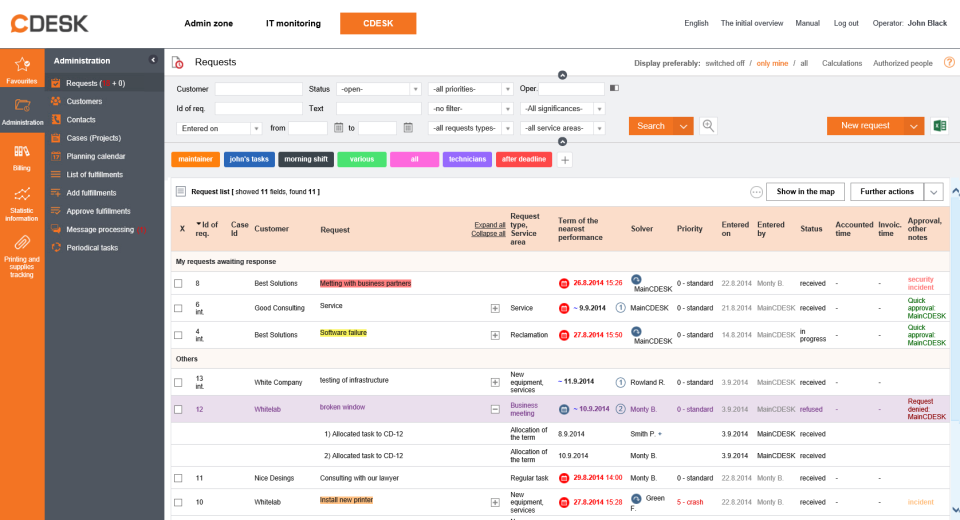 CDESK
Admin zone IT monitoring CDESK
English The initial overview Manual Log out Operator: John Black
Favourites
Administration
Billing
Statistic
information
Printing and
supplies
tracking
Administration
Requests ( + 0)
Customers
Contacts
Cases (Projects)
Planning calendar
List of fulfillments
Add fulfillments
Approve fulfillments
Message processing
Periodical tasks
Requests
Display preferably: switched off / only mine / all Calculations Authorized people ?
Customer Status -open- -all priorities- Oper.
Id of req. Text -no filter- -All significances-
Entered on from to -all requests types- -all service areas- Search New request
maintainer john's tasks morning shift various all technicians after deadline +
Request list [ showed 11 fields, found 11 ] Show in the map Further actions
X Id of req. Case Id Customer Request Expand all Collapse all Request type, Service area Term of the nearest performance Solver Priority Entered on Entered by Status Accounted time Invoic. time Approval, other notes
My requests awaiting response
8 Best Solutions Metting with business partners 26.8.2014 15:26 MainCDESK 0 - standard 22.8.2014 Monty B. received - - security incident
6 int. Good Consulting Service Service ~ 9.9.2014 1 MainCDESK 0 - standard 21.8.2014 MainCDESK received - - Quick approval: MainCDESK
4 int. Best Solutions Software failure Reclamation 27.8.2014 15:50 MainCDESK 0 - standard 14.8.2014 MainCDESK in progress - - Quick approval: MainCDESK
Others
13 int. White Company testing of infrastructure New equipment, services ~ 11.9.2014 1 Rowland R. 0 - standard 3.9.2014 MainCDESK received - -
12 Whitelab broken window Business meeting ~ 10.9.2014 2 Monty B. 0 - standard 3.9.2014 MainCDESK refused - - Request denied: MainCDESK
1) Allocated task to CD-12 Allocation of the term 8.9.2014 Smith P. + 3.9.2014 MainCDESK received
2) Allocated task to CD-12 Allocation of the term 10.9.2014 Monty B. 3.9.2014 MainCDESK received
11 Nice Desings Consulting with our lawyer Regular task 29.8.2014 14:00 Monty B. 0 - standard 22.8.2014 Monty B. received - -
10 Whitelab Install new printer New equipment, services 27.8.2014 15:28 Green F. 5 - crash 22.8.2014 Monty B. received - - incident